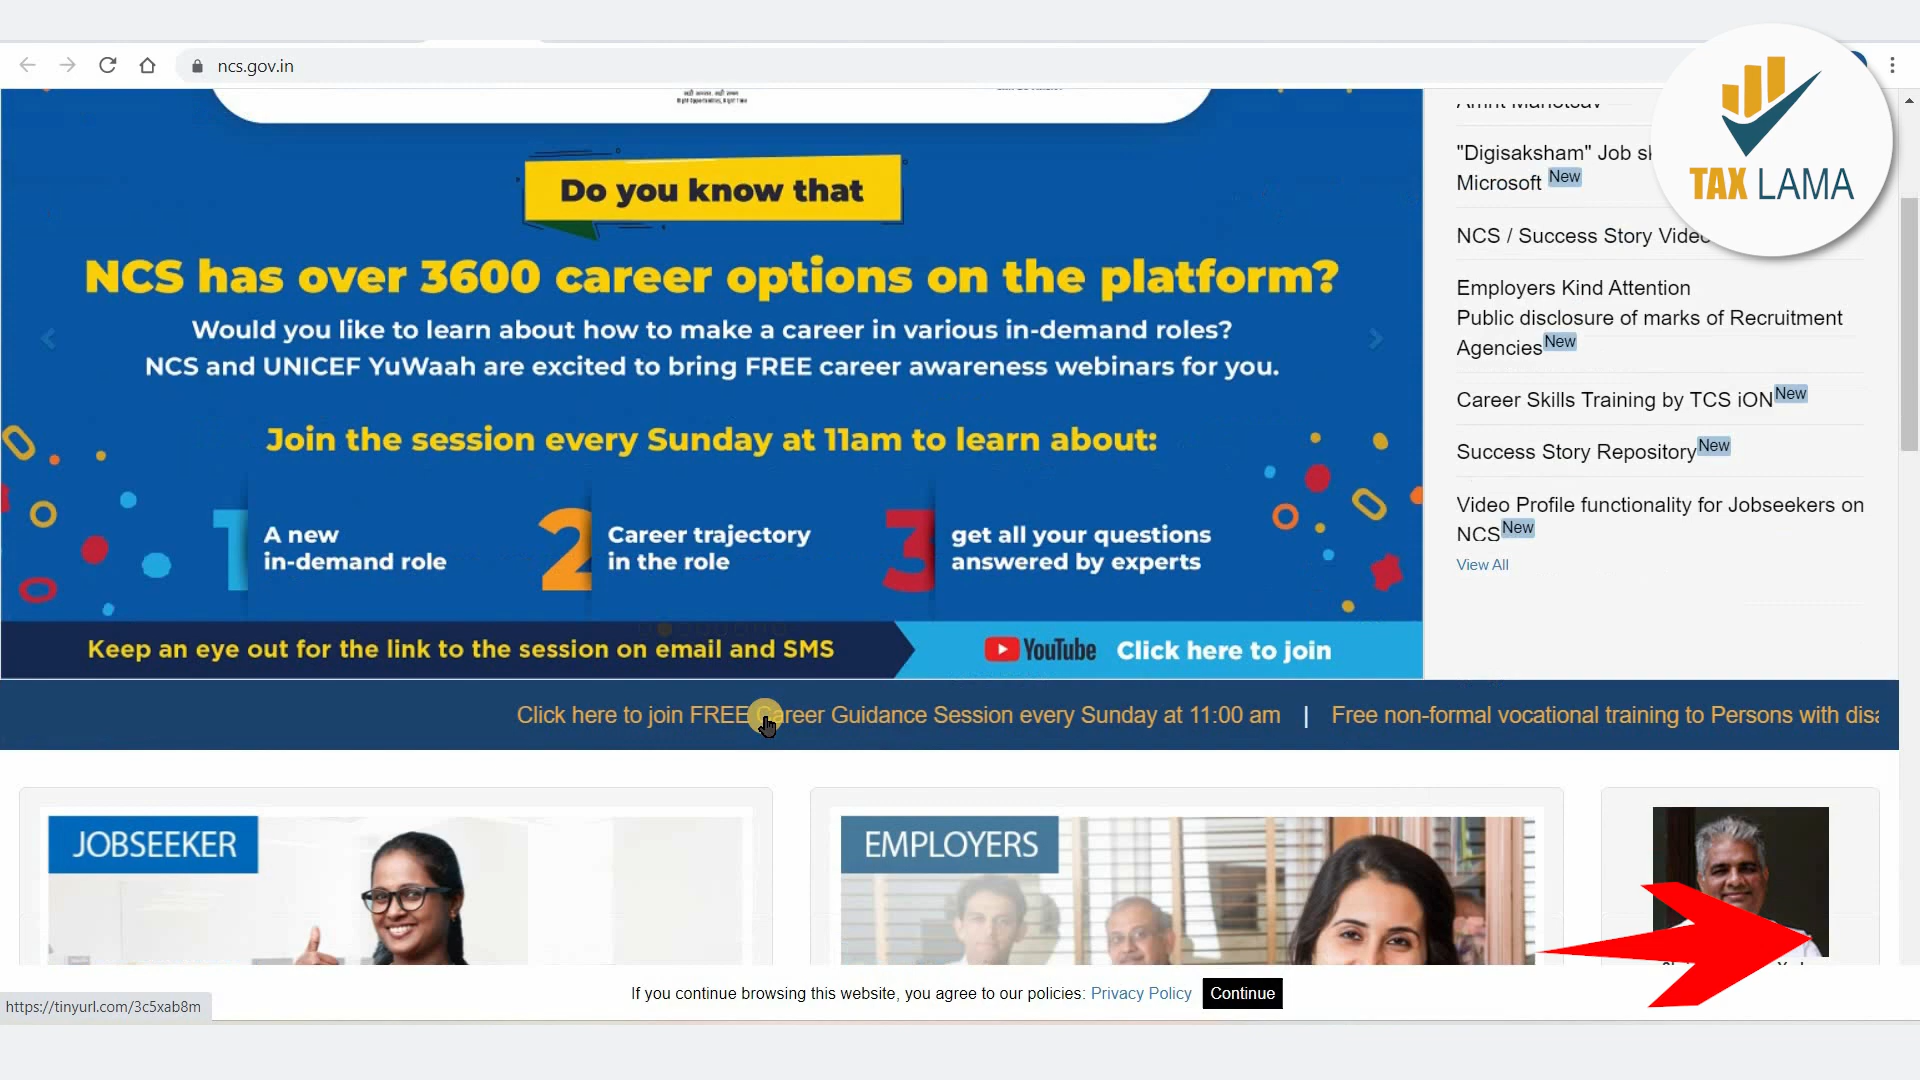 ncs.gov.in
TAX LAMA
Do you know that
NCS has over 3600 career options on the platform?
Would you like to learn about how to make a career in various in-demand roles?
NCS and UNICEF YuWaah are excited to bring FREE career awareness webinars for you.
Join the session every Sunday at 11am to learn about:
1 A new
in-demand role
2 Career trajectory
in the role
3 get all your questions
answered by experts
Keep an eye out for the link to the session on email and SMS
YouTube Click here to join
Amrit Mahotsav
"Digisaksham" Job
Microsoft New
NCS / Success Story Video
Employers Kind Attention
Public disclosure of marks of Recruitment
Agencies New
Career Skills Training by TCS iON New
Success Story Repository New
Video Profile functionality for Jobseekers on
NCS New
View All
Click here to join FREE Career Guidance Session every Sunday at 11:00 am | Free non-formal vocational training to Persons with
JOBSEEKER
EMPLOYERS
If you continue browsing this website, you agree to our policies: Privacy Policy Continue
https://tinyurl.com/3c5xab8m